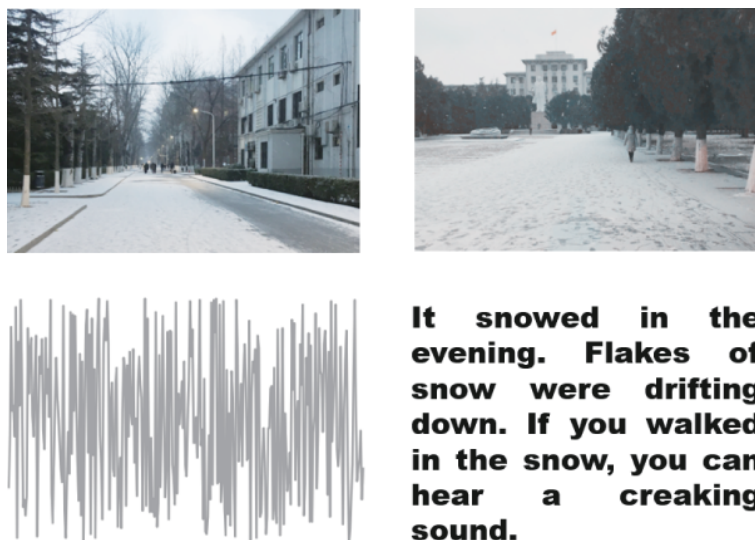 It snowed in the
evening. Flakes of
snow were drifting
down. If you walked
in the snow, you can
hear a creaking
sound.